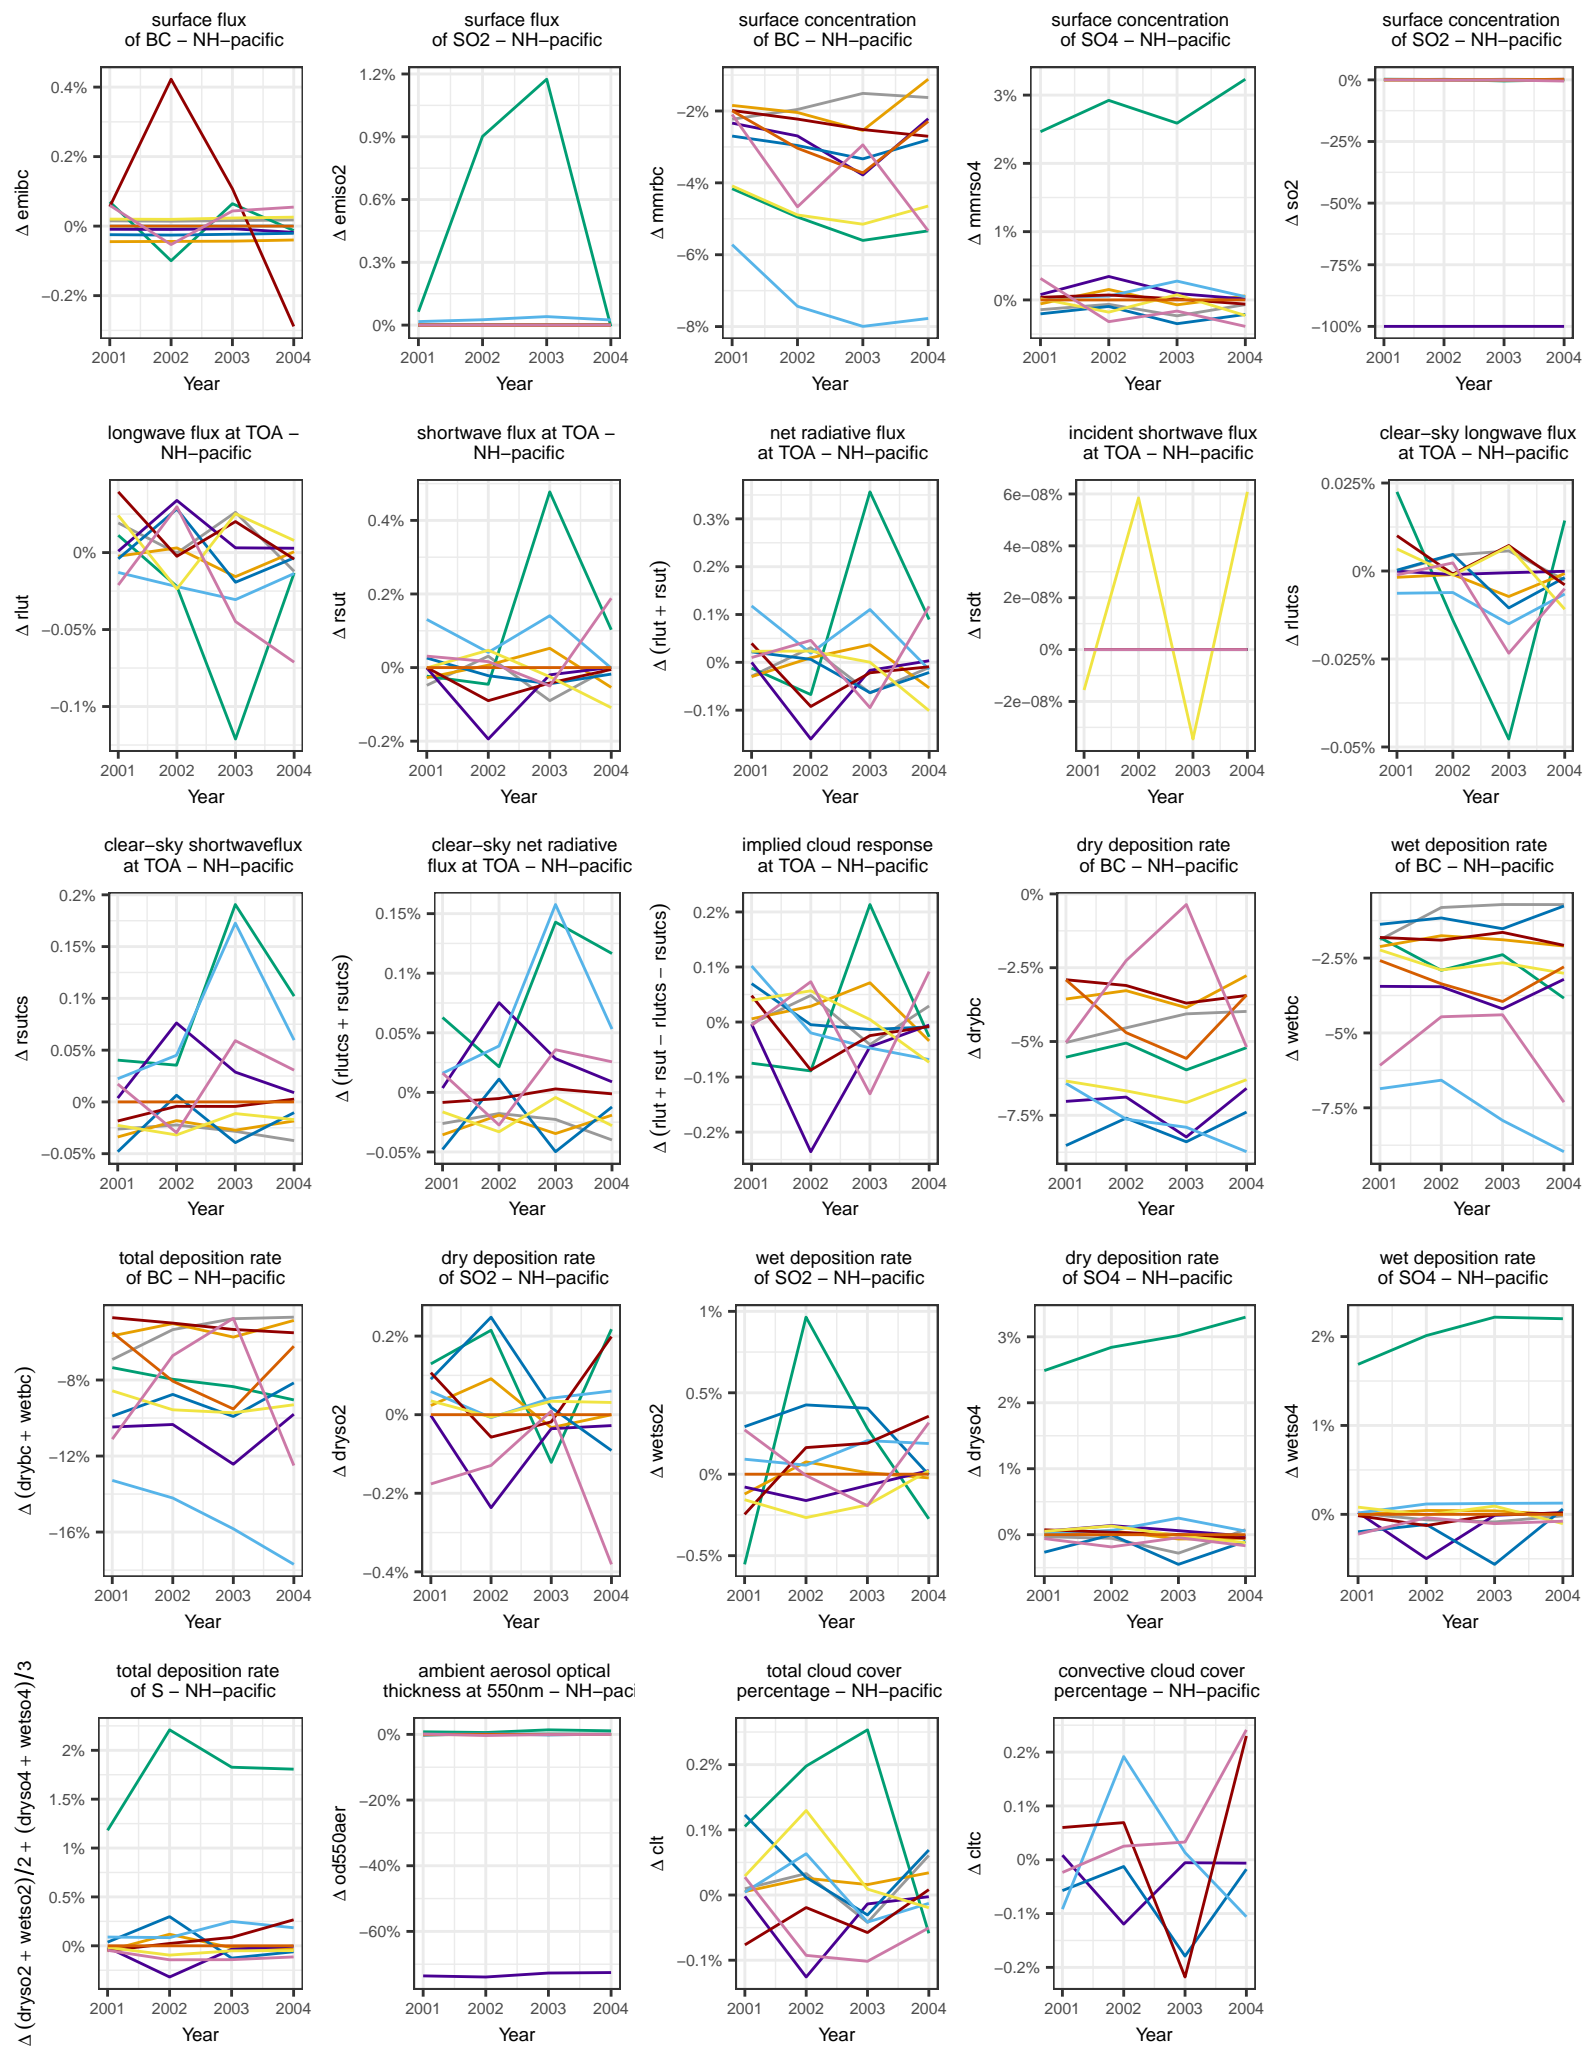 surface flux
of BC − NH−pacific
Δ emibc
0.4%
0.2%
0%
−0.2%
2001 2002 2003 2004
Year
surface flux
of SO2 − NH−pacific
Δ emiso2
1.2%
0.9%
0.6%
0.3%
0%
2001 2002 2003 2004
Year
surface concentration
of BC − NH−pacific
Δ mmrbc
−2%
−4%
−6%
−8%
2001 2002 2003 2004
Year
surface concentration
of SO4 − NH−pacific
Δ mmrso4
3%
2%
1%
0%
2001 2002 2003 2004
Year
surface concentration
of SO2 − NH−pacific
Δ so2
0%
−25%
−50%
−75%
−100%
2001 2002 2003 2004
Year
longwave flux at TOA −
NH−pacific
Δ rlut
0%
−0.05%
−0.1%
2001 2002 2003 2004
Year
shortwave flux at TOA −
NH−pacific
Δ rsut
0.4%
0.2%
0%
−0.2%
2001 2002 2003 2004
Year
net radiative flux
at TOA − NH−pacific
Δ (rlut + rsut)
0.3%
0.2%
0.1%
0%
−0.1%
2001 2002 2003 2004
Year
incident shortwave flux
at TOA − NH−pacific
Δ rsdt
6e−08%
4e−08%
2e−08%
0%
−2e−08%
2001 2002 2003 2004
Year
clear−sky longwave flux
at TOA − NH−pacific
Δ rlutcs
0.025%
0%
−0.025%
−0.05%
2001 2002 2003 2004
Year
clear−sky shortwaveflux
at TOA − NH−pacific
Δ rsutcs
0.2%
0.15%
0.1%
0.05%
0%
−0.05%
2001 2002 2003 2004
Year
clear−sky net radiative
flux at TOA − NH−pacific
Δ (rlutcs + rsutcs)
0.15%
0.1%
0.05%
0%
−0.05%
2001 2002 2003 2004
Year
implied cloud response
at TOA − NH−pacific
Δ (rlut + rsut − rlutcs − rsutcs)
0.2%
0.1%
0%
−0.1%
−0.2%
2001 2002 2003 2004
Year
dry deposition rate
of BC − NH−pacific
Δ drybc
0%
−2.5%
−5%
−7.5%
2001 2002 2003 2004
Year
wet deposition rate
of BC − NH−pacific
Δ wetbc
−2.5%
−5%
−7.5%
2001 2002 2003 2004
Year
total deposition rate
of BC − NH−pacific
Δ (drybc + wetbc)
−8%
−12%
−16%
2001 2002 2003 2004
Year
dry deposition rate
of SO2 − NH−pacific
Δ dryso2
0.2%
0%
−0.2%
−0.4%
2001 2002 2003 2004
Year
wet deposition rate
of SO2 − NH−pacific
Δ wetso2
1%
0.5%
0%
−0.5%
2001 2002 2003 2004
Year
dry deposition rate
of SO4 − NH−pacific
Δ dryso4
3%
2%
1%
0%
2001 2002 2003 2004
Year
wet deposition rate
of SO4 − NH−pacific
Δ wetso4
2%
1%
0%
2001 2002 2003 2004
Year
total deposition rate
of S − NH−pacific
Δ (dryso2 + wetso2)/2 + (dryso4 + wetso4)/3
2%
1.5%
1%
0.5%
0%
2001 2002 2003 2004
Year
ambient aerosol optical
thickness at 550nm − NH−paci
Δ od550aer
0%
−20%
−40%
−60%
2001 2002 2003 2004
Year
total cloud cover
percentage − NH−pacific
Δ clt
0.2%
0.1%
0%
−0.1%
2001 2002 2003 2004
Year
convective cloud cover
percentage − NH−pacific
Δ cltc
0.2%
0.1%
0%
−0.1%
−0.2%
2001 2002 2003 2004
Year